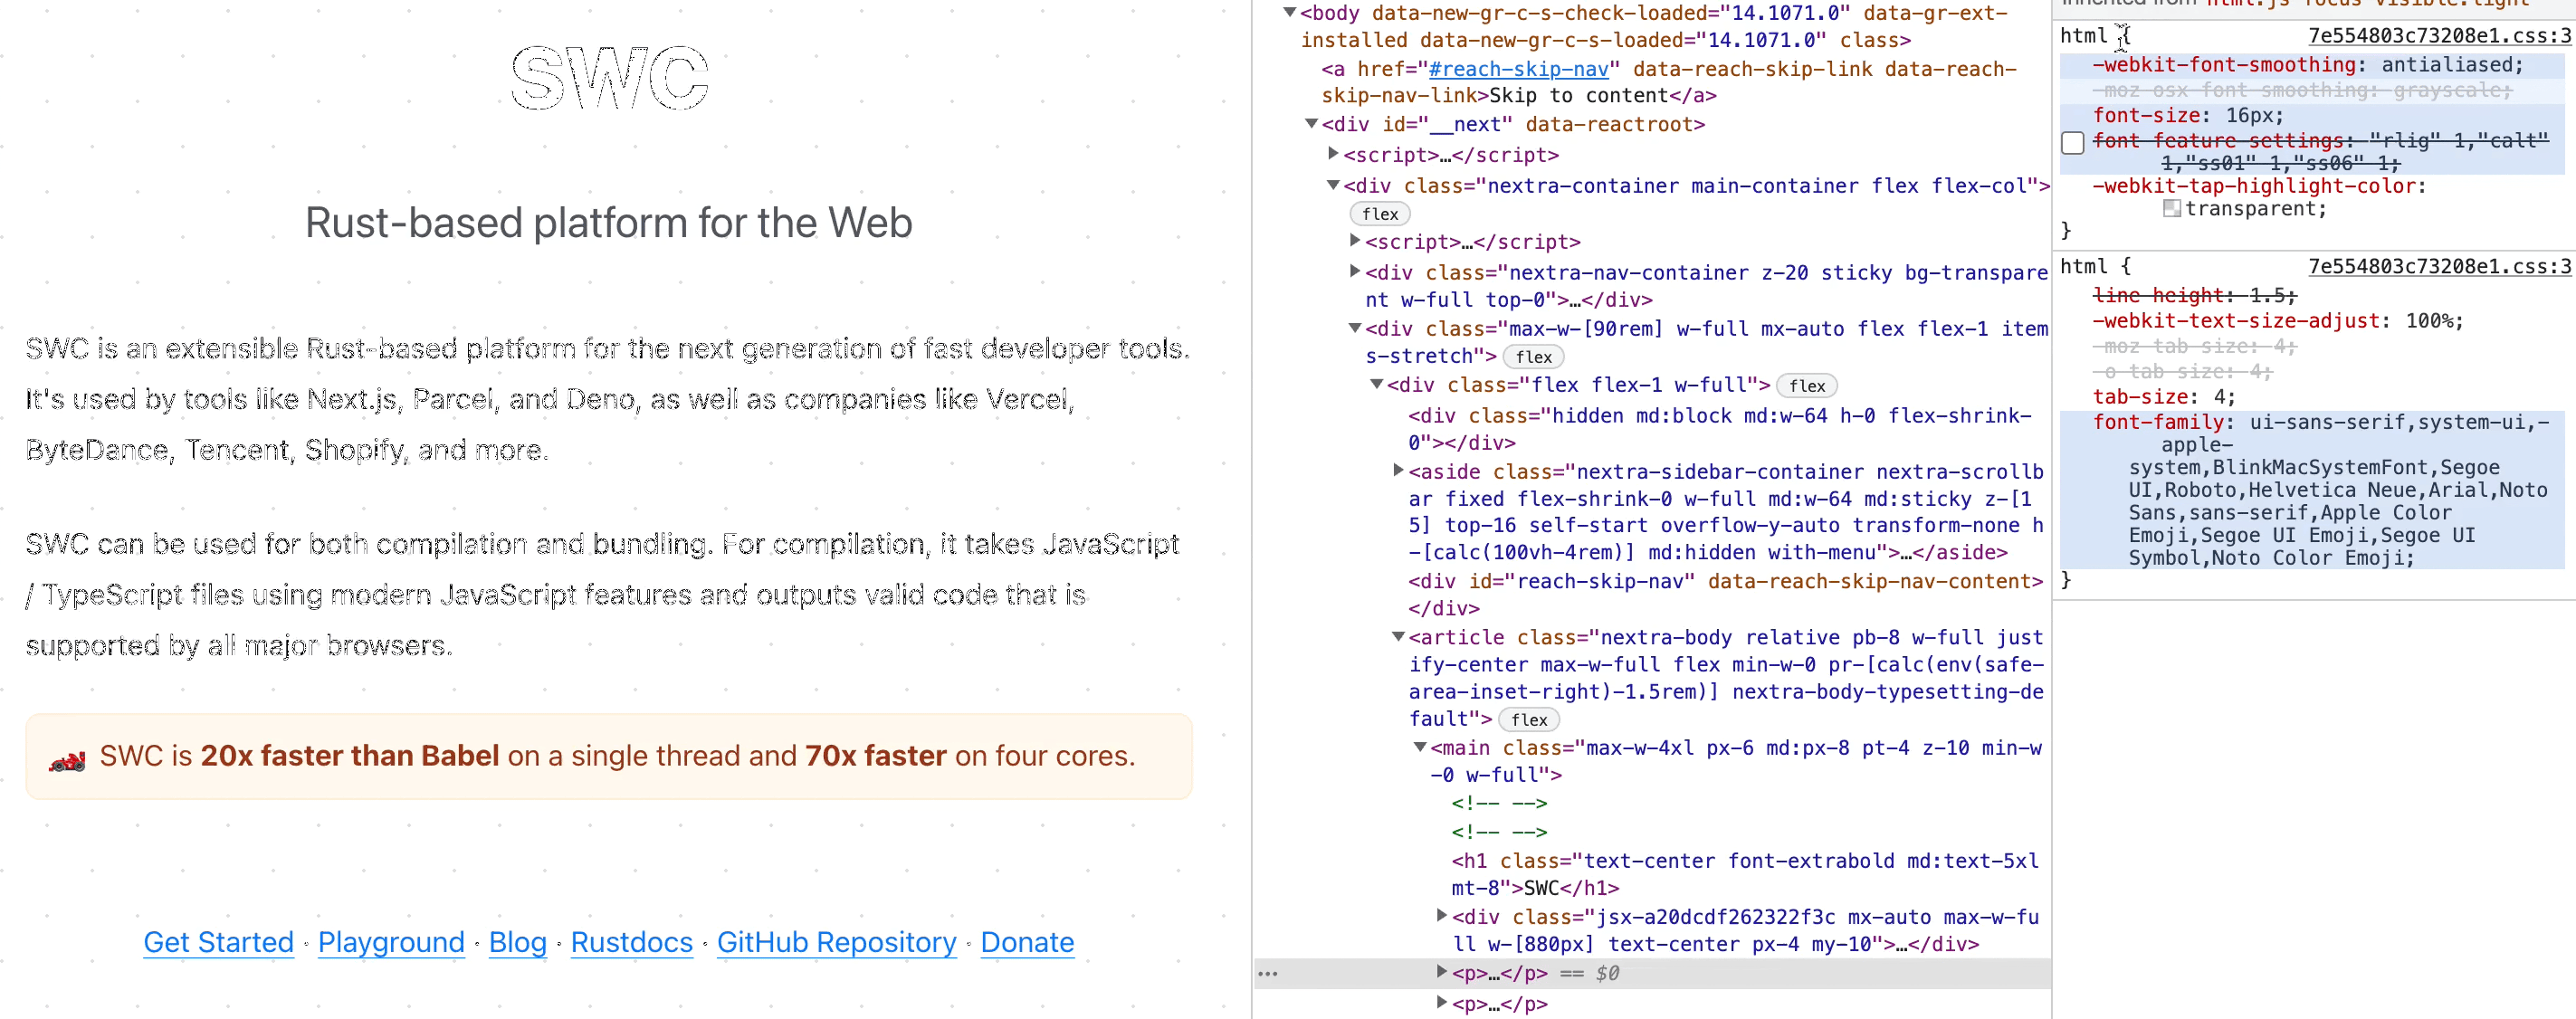 SWC
Rust-based platform for the Web
SWC is an extensible Rust-based platform for the next generation of fast developer tools.
It's used by tools like Next.js, Parcel, and Deno, as well as companies like Vercel,
ByteDance, Tencent, Shopify, and more.
SWC can be used for both compilation and bundling. For compilation, it takes JavaScript
/ TypeScript files using modern JavaScript features and outputs valid code that is
supported by all major browsers.
SWC is 20x faster than Babel on a single thread and 70x faster on four cores.
Get Started · Playground · Blog · Rustdocs · GitHub Repository · Donate
<body data-new-gr-c-s-check-loaded="14.1071.0" data-gr-ext-
installed data-new-gr-c-s-loaded="14.1071.0" class>
<a href="#reach-skip-nav" data-reach-skip-link data-reach-
skip-nav-link>Skip to content</a>
<div id="__next" data-reactroot>
<script>…</script>
<div class="nextra-container main-container flex flex-col">
flex
<script>…</script>
<div class="nextra-nav-container z-20 sticky bg-transpare
nt w-full top-0">…</div>
<div class="max-w-[90rem] w-full mx-auto flex flex-1 item
s-stretch"> flex
<div class="flex flex-1 w-full"> flex
<div class="hidden md:block md:w-64 h-0 flex-shrink-
0"></div>
<aside class="nextra-sidebar-container nextra-scrollb
ar fixed flex-shrink-0 w-full md:w-64 md:sticky z-[1
5] top-16 self-start overflow-y-auto transform-none h
-[calc(100vh-4rem)] md:hidden with-menu">…</aside>
<div id="reach-skip-nav" data-reach-skip-nav-content>
</div>
<article class="nextra-body relative pb-8 w-full just
ify-center max-w-full flex min-w-0 pr-[calc(env(safe-
area-inset-right)-1.5rem)] nextra-body-typesetting-de
fault"> flex
<main class="max-w-4xl px-6 md:px-8 pt-4 z-10 min-w
-0 w-full">
<!-- -->
<!-- -->
<h1 class="text-center font-extrabold md:text-5xl
mt-8">SWC</h1>
<div class="jsx-a20dcdf262322f3c mx-auto max-w-fu
ll w-[880px] text-center px-4 my-10">…</div>
… <p>…</p> == $0
<p>…</p>
Inherited from html.js-focus-visible.light
html { 7e554803c73208e1.css:3
-webkit-font-smoothing: antialiased;
-moz-osx-font-smoothing: grayscale;
font-size: 16px;
font-feature-settings: "rlig" 1,"calt"
1,"ss01" 1,"ss06" 1;
-webkit-tap-highlight-color:
transparent;
}
html { 7e554803c73208e1.css:3
line-height: 1.5;
-webkit-text-size-adjust: 100%;
-moz-tab-size: 4;
-o-tab-size: 4;
tab-size: 4;
font-family: ui-sans-serif,system-ui,-
apple-
system,BlinkMacSystemFont,Segoe
UI,Roboto,Helvetica Neue,Arial,Noto
Sans,sans-serif,Apple Color
Emoji,Segoe UI Emoji,Segoe UI
Symbol,Noto Color Emoji;
}